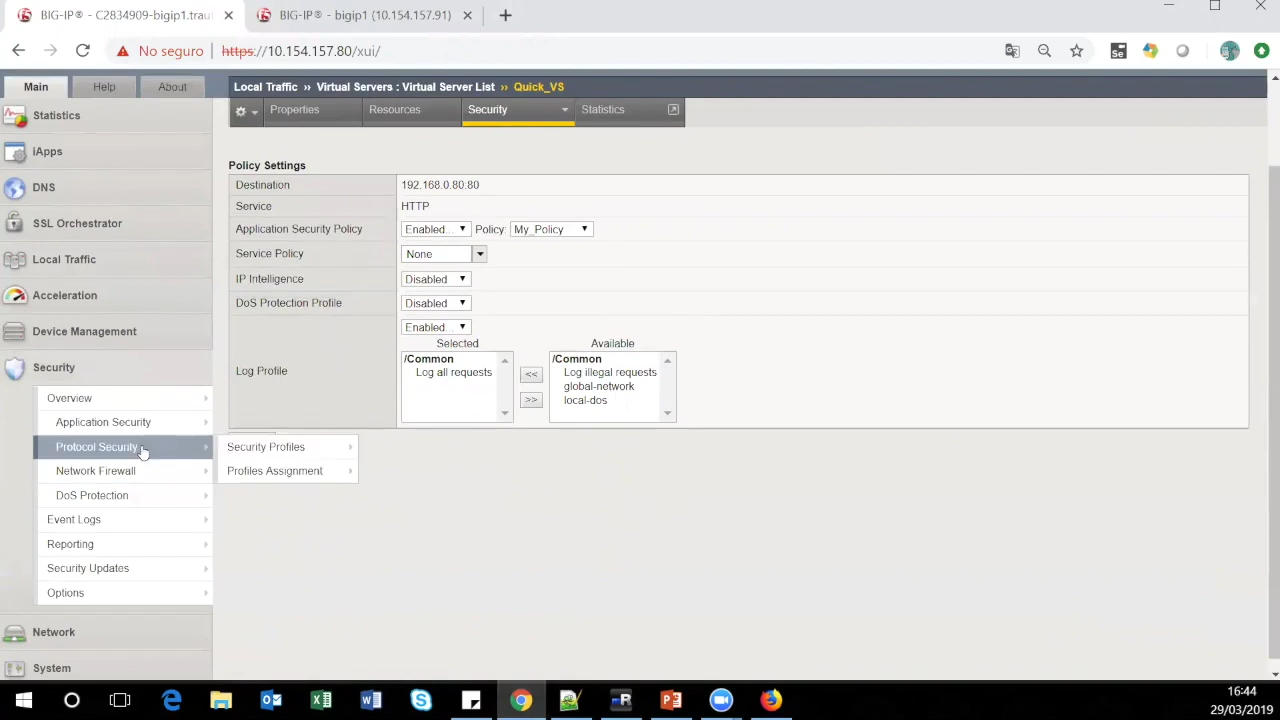 BIG-IP® - C2834909-bigip1.trau
BIG-IP® - bigip1 (10.154.157.91)
No seguro
https://10.154.157.80/xui/
Main
Help
About
Local Traffic » Virtual Servers : Virtual Server List » Quick_VS
Properties
Resources
Security
Statistics
Statistics
iApps
DNS
SSL Orchestrator
Local Traffic
Acceleration
Device Management
Security
Overview
Application Security
Protocol Security
Network Firewall
DoS Protection
Event Logs
Reporting
Security Updates
Options
Network
System
Security Profiles
Profiles Assignment
Policy Settings
Destination 192.168.0.80:80
Service HTTP
Application Security Policy Enabled... Policy: My_Policy
Service Policy None
IP Intelligence Disabled
DoS Protection Profile Disabled
Log Profile Enabled...
Selected
/Common
Log all requests
<<
>>
Available
/Common
Log illegal requests
global-network
local-dos
16:44
29/03/2019